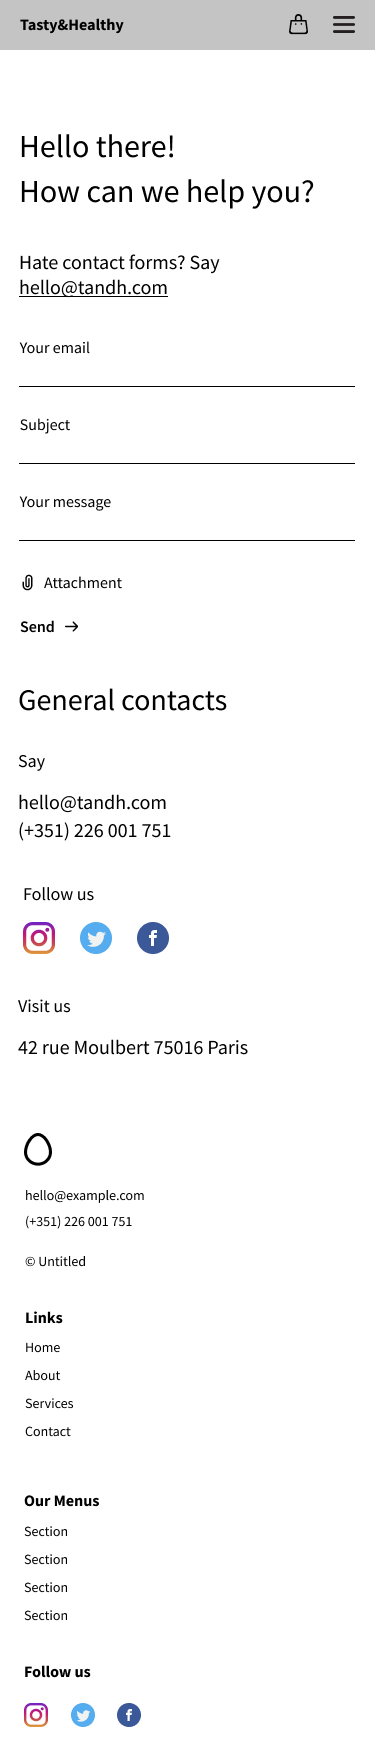 Tasty&Healthy
Hello there!
How can we help you?
Hate contact forms? Say
hello@tandh.com
Your email
Subject
Your message
Attachment
Send →
General contacts
Say
hello@tandh.com
(+351) 226 001 751
Follow us
Visit us
42 rue Moulbert 75016 Paris
hello@example.com
(+351) 226 001 751
© Untitled
Links
Home
About
Services
Contact
Our Menus
Section
Section
Section
Section
Follow us